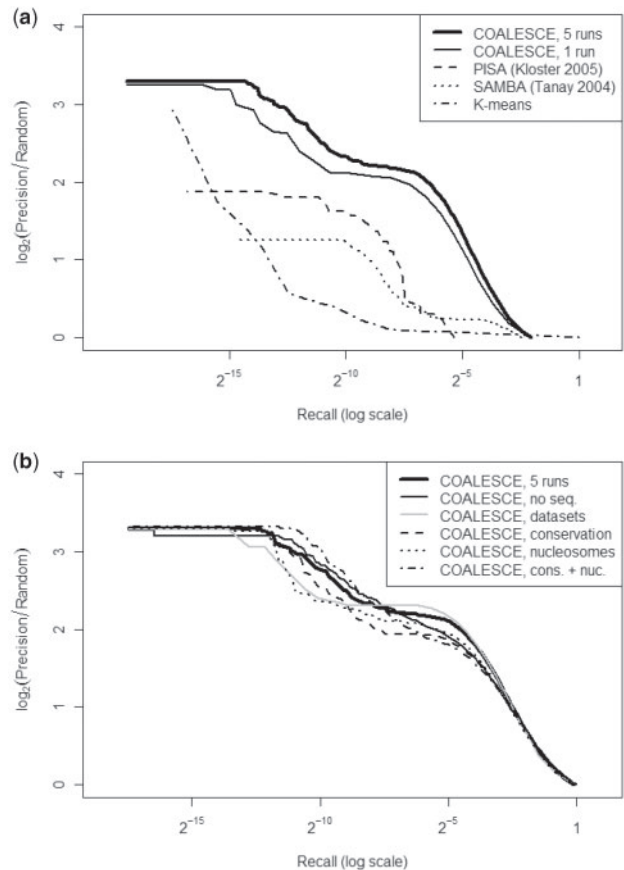 (a)
4
3
2
1
0
log₂(Precision/Random)
COALESCE, 5 runs
COALESCE, 1 run
PISA (Kloster 2005)
SAMBA (Tanay 2004)
K-means
2⁻¹⁵ 2⁻¹⁰ 2⁻⁵ 1
Recall (log scale)
(b)
4
3
2
1
0
log₂(Precision/Random)
COALESCE, 5 runs
COALESCE, no seq.
COALESCE, datasets
COALESCE, conservation
COALESCE, nucleosomes
COALESCE, cons. + nuc.
2⁻¹⁵ 2⁻¹⁰ 2⁻⁵ 1
Recall (log scale)